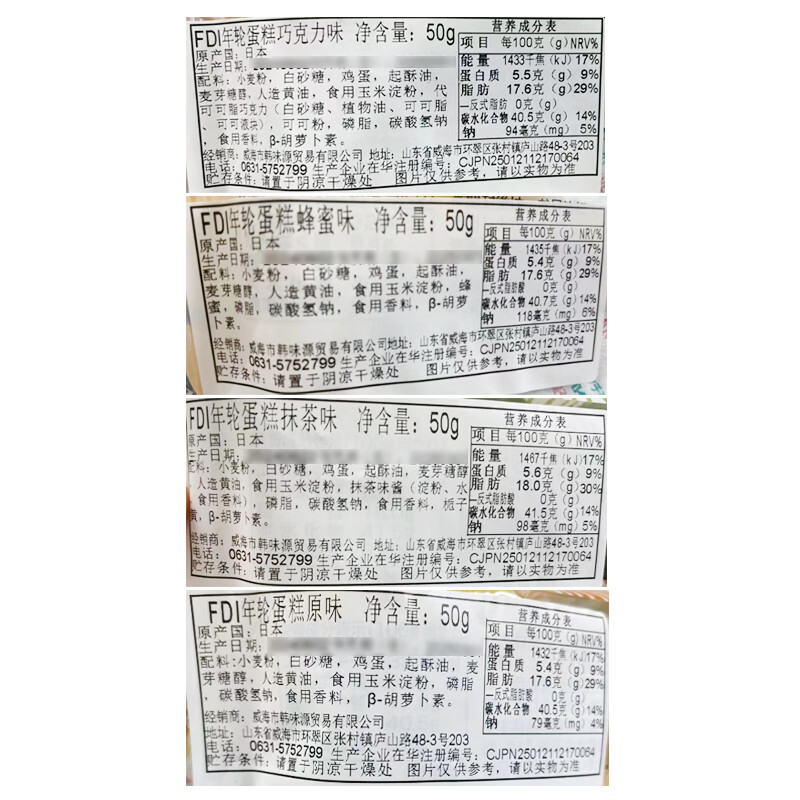 FDI年轮蛋糕巧克力味 净含量：50g
原产国：日本
生产日期：
配料：小麦粉，白砂糖，鸡蛋，起酥油，
麦芽糖醇，人造黄油，食用玉米淀粉，代
可可脂巧克力（白砂糖、植物油、可可脂
、可可液块），可可粉，磷脂，碳酸氢钠
，食用香料，β-胡萝卜素。
营养成分表
项目 每100克（g）NRV%
能量 1433千焦（kJ）17%
蛋白质 5.5克（g）9%
脂肪 17.6克（g）29%
—反式脂肪 0克（g）
碳水化合物 40.5克（g）14%
钠 94毫克（mg）5%
经销商：威海市韩味源贸易有限公司 地址：山东省威海市环翠区张村镇庐山路48-3号203
电话：0631-5752799 生产企业在华注册编号：CJPN25012112170064
贮存条件：请置于阴凉干燥处 图片仅供参考，请以实物为准
FDI年轮蛋糕蜂蜜味 净含量：50g
原产国：日本
生产日期：
配料：小麦粉，白砂糖，鸡蛋，起酥油，
麦芽糖醇，人造黄油，食用玉米淀粉，蜂
蜜，磷脂，碳酸氢钠，食用香料，β-胡萝
卜素。
营养成分表
项目 每100克（g）NRV%
能量 1435千焦（kJ）17%
蛋白质 5.4克（g）9%
脂肪 17.6克（g）29%
—反式脂肪酸 0克（g）
碳水化合物 40.7克（g）14%
钠 118毫克（mg）6%
经销商：威海市韩味源贸易有限公司地址：山东省威海市环翠区张村镇庐山路48-3号203
电话：0631-5752799 生产企业在华注册编号：CJPN25012112170064
贮存条件：请置于阴凉干燥处 图片仅供参考，请以实物为准
FDI年轮蛋糕抹茶味 净含量：50g
原产国：日本
生产日期：
配料：小麦粉，白砂糖，鸡蛋，起酥油，麦芽糖醇
，人造黄油，食用玉米淀粉，抹茶味酱（淀粉、水
、食用香料），磷脂，碳酸氢钠，食用香料，栀子
黄，β-胡萝卜素。
营养成分表
项目 每100克（g）NRV%
能量 1467千焦（kJ）17%
蛋白质 5.6克（g）9%
脂肪 18.0克（g）30%
—反式脂肪酸 0克（g）
碳水化合物 41.5克（g）14%
钠 98毫克（mg）5%
经销商：威海市韩味源贸易有限公司 地址：山东省威海市环翠区张村镇庐山路48-3号203
电话：0631-5752799 生产企业在华注册编号：CJPN25012112170064
贮存条件：请置于阴凉干燥处 图片仅供参考，请以实物为准
FDI年轮蛋糕原味 净含量：50g
原产国：日本
生产日期：
配料：小麦粉，白砂糖，鸡蛋，起酥油，麦
芽糖醇，人造黄油，食用玉米淀粉，磷脂
，碳酸氢钠，食用香料，β-胡萝卜素。
营养成分表
项目 每100克（g）NRV%
能量 1432千焦（kJ）17%
蛋白质 5.4克（g）9%
脂肪 17.6克（g）29%
—反式脂肪酸 0克（g）
碳水化合物 40.5克（g）14%
钠 79毫克（mg）4%
经销商：威海市韩味源贸易有限公司
地址：山东省威海市环翠区张村镇庐山路48-3号203
电话：0631-5752799 生产企业在华注册编号：CJPN25012112170064
贮存条件：请置于阴凉干燥处 图片仅供参考，请以实物为准